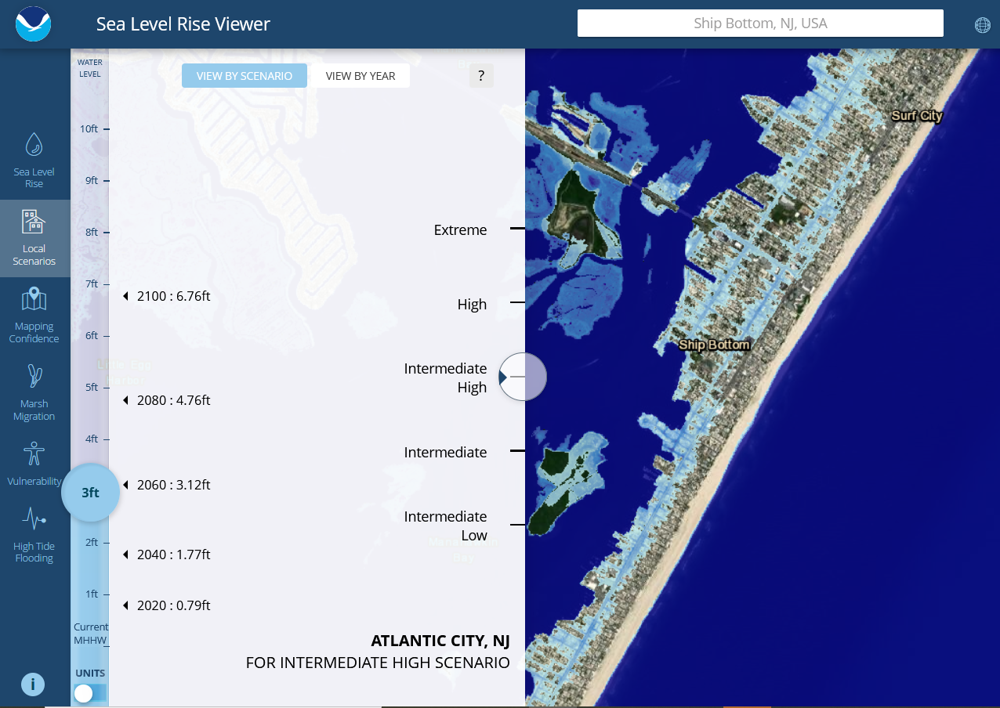 Sea Level Rise Viewer
Ship Bottom, NJ, USA
WATER
LEVEL
VIEW BY SCENARIO
VIEW BY YEAR
?
Surf City
10ft
9ft
8ft
7ft
6ft
5ft
4ft
3ft
2ft
1ft
Current
MHHW
UNITS
Sea Level
Rise
Local
Scenarios
Mapping
Confidence
Marsh
Migration
Vulnerability
High Tide
Flooding
i
2100 : 6.76ft
2080 : 4.76ft
2060 : 3.12ft
2040 : 1.77ft
2020 : 0.79ft
Extreme
High
Intermediate
High
Intermediate
Intermediate
Low
Ship Bottom
Little Egg
Harbor
Bay
ATLANTIC CITY, NJ
FOR INTERMEDIATE HIGH SCENARIO